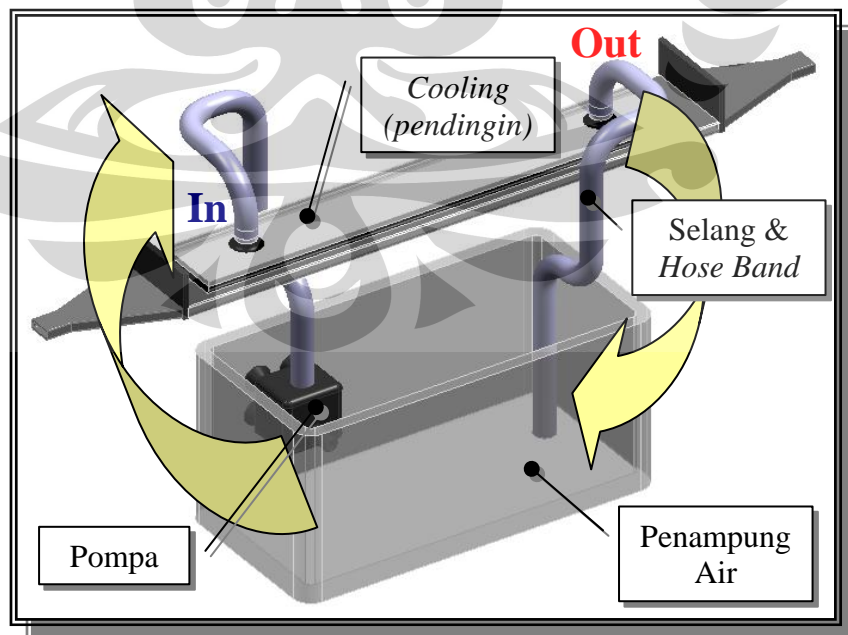 Out
Cooling
(pendingin)
In
Selang &
Hose Band
Pompa
Penampung
Air